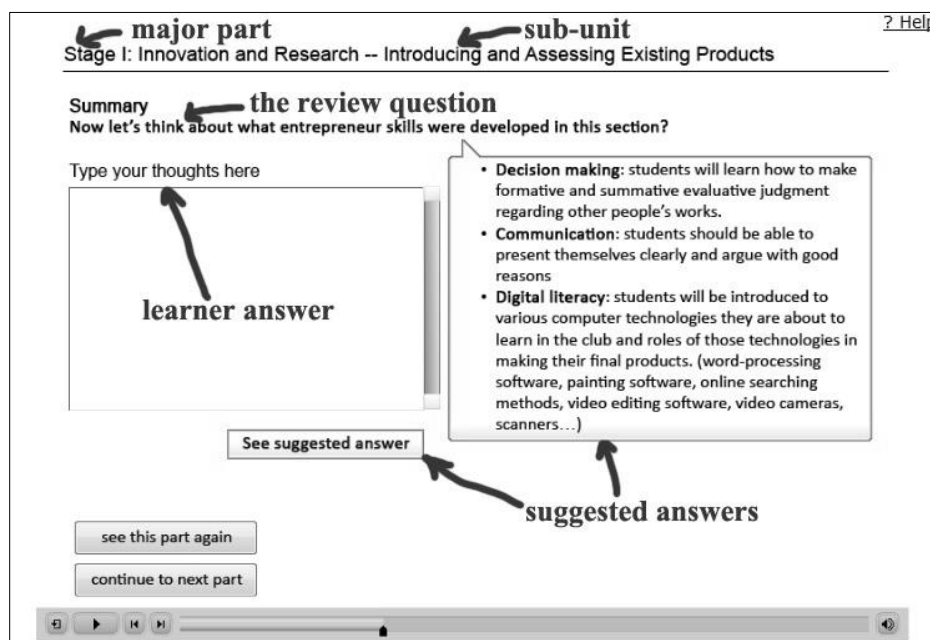 major part
sub-unit
? Help
Stage I: Innovation and Research -- Introducing and Assessing Existing Products
Summary
the review question
Now let's think about what entrepreneur skills were developed in this section?
Type your thoughts here
learner answer
• Decision making: students will learn how to make
formative and summative evaluative judgment
regarding other people's works.
• Communication: students should be able to
present themselves clearly and argue with good
reasons
• Digital literacy: students will be introduced to
various computer technologies they are about to
learn in the club and roles of those technologies in
making their final products. (word-processing
software, painting software, online searching
methods, video editing software, video cameras,
scanners...)
See suggested answer
suggested answers
see this part again
continue to next part